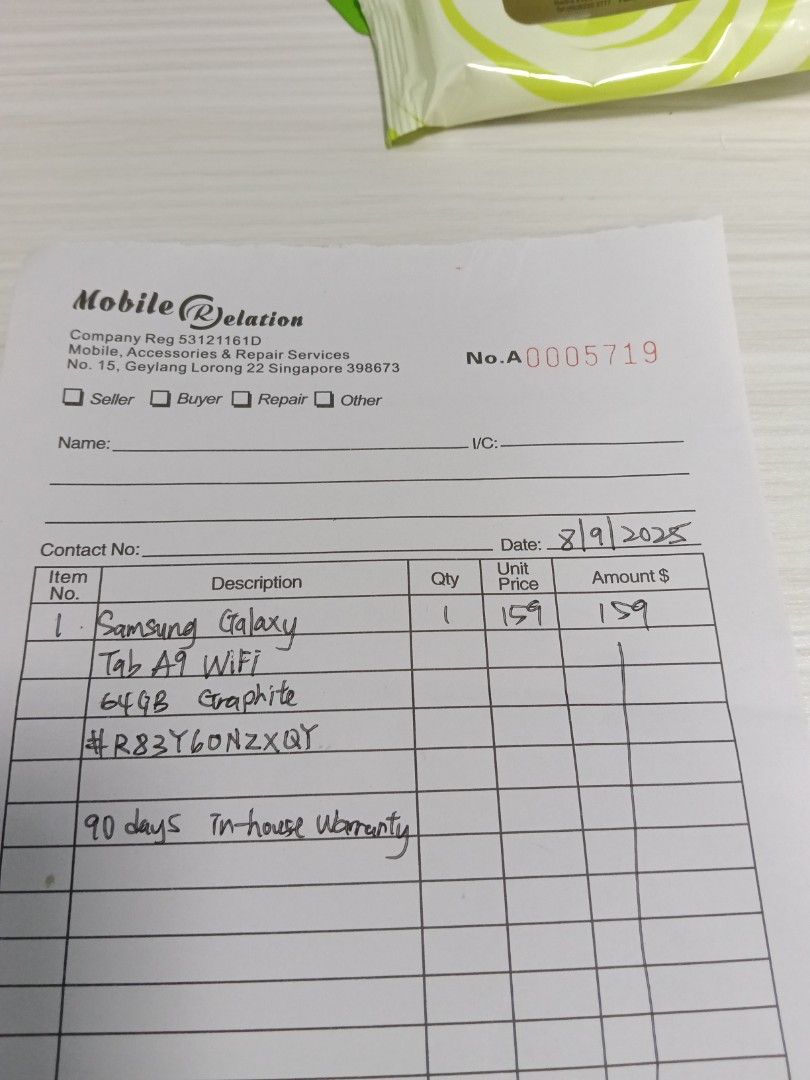 Mobile Relation
Company Reg 53121161D
Mobile, Accessories & Repair Services
No. 15, Geylang Lorong 22 Singapore 398673
No.A 0005719
Seller Buyer Repair Other
Name: I/C:
Contact No: Date: 8/9/2025
Item No. Description Qty Unit Price Amount $
1. Samsung Galaxy 1 159 159
Tab A9 WiFi
64GB Graphite
#R83Y60NZXQY
90 days in-house Warranty